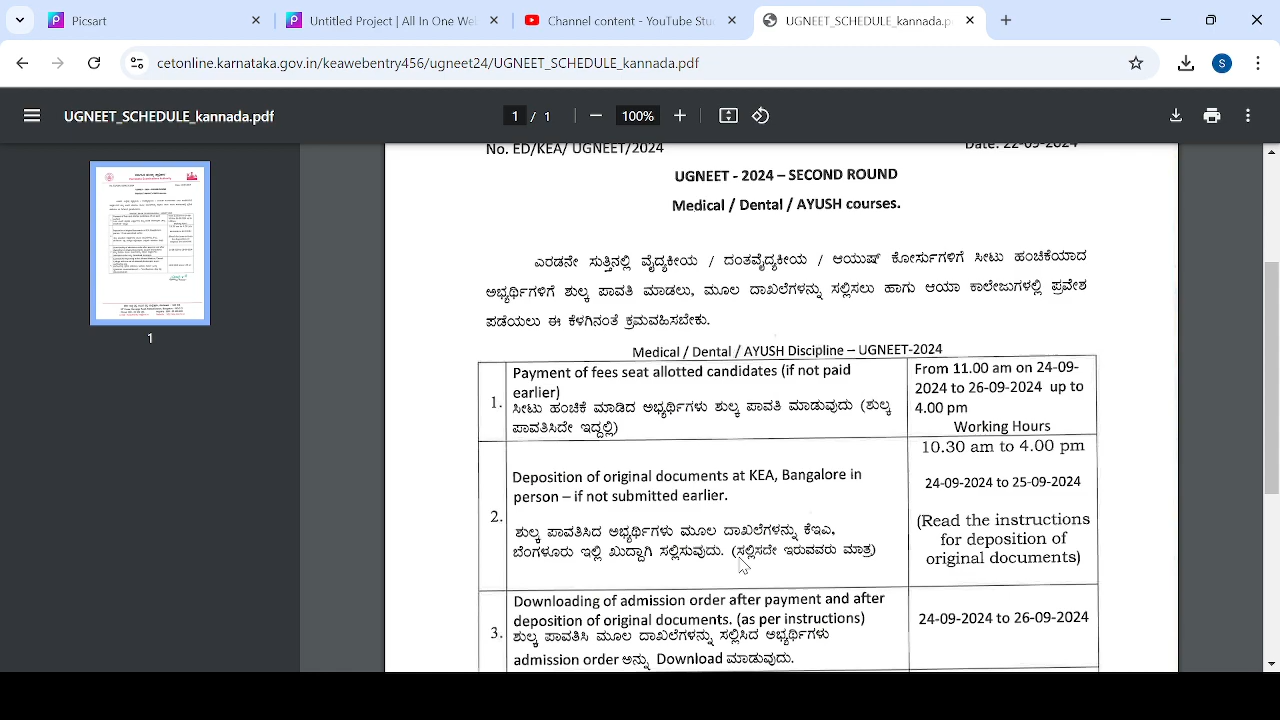 Picsart
Untitled Project | All In One Wel
Channel content - YouTube Stu
UGNEET_SCHEDULE_kannada.p
cetonline.karnataka.gov.in/keawebentry456/ugneet24/UGNEET_SCHEDULE_kannada.pdf
S
UGNEET_SCHEDULE_kannada.pdf
1 / 1
100%
1
No. ED/KEA/ UGNEET/2024
Date: 22-09-2024
UGNEET - 2024 – SECOND ROUND
Medical / Dental / AYUSH courses.
ಎರಡನೇ ಸುತ್ತಿನಲ್ಲಿ ವೈದ್ಯಕೀಯ / ದಂತವೈದ್ಯಕೀಯ / ಆಯುಷ್ ಕೋರ್ಸುಗಳಿಗೆ ಸೀಟು ಹಂಚಿಕೆಯಾದ
ಅಭ್ಯರ್ಥಿಗಳಿಗೆ ಶುಲ್ಕ ಪಾವತಿ ಮಾಡಲು, ಮೂಲ ದಾಖಲೆಗಳನ್ನು ಸಲ್ಲಿಸಲು ಹಾಗು ಆಯಾ ಕಾಲೇಜುಗಳಲ್ಲಿ ಪ್ರವೇಶ
ಪಡೆಯಲು ಈ ಕೆಳಗಿನಂತೆ ಕ್ರಮವಹಿಸಬೇಕು.
Medical / Dental / AYUSH Discipline – UGNEET-2024
1.
Payment of fees seat allotted candidates (if not paid
earlier)
ಸೀಟು ಹಂಚಿಕೆ ಮಾಡಿದ ಅಭ್ಯರ್ಥಿಗಳು ಶುಲ್ಕ ಪಾವತಿ ಮಾಡುವುದು (ಶುಲ್ಕ
ಪಾವತಿಸಿದೇ ಇದ್ದಲ್ಲಿ)
From 11.00 am on 24-09-
2024 to 26-09-2024 up to
4.00 pm
Working Hours
2.
Deposition of original documents at KEA, Bangalore in
person – if not submitted earlier.
ಶುಲ್ಕ ಪಾವತಿಸಿದ ಅಭ್ಯರ್ಥಿಗಳು ಮೂಲ ದಾಖಲೆಗಳನ್ನು ಕೆಇಎ,
ಬೆಂಗಳೂರು ಇಲ್ಲಿ ಖುದ್ದಾಗಿ ಸಲ್ಲಿಸುವುದು. (ಸಲ್ಲಿಸದೇ ಇರುವವರು ಮಾತ್ರ)
10.30 am to 4.00 pm
24-09-2024 to 25-09-2024
(Read the instructions
for deposition of
original documents)
3.
Downloading of admission order after payment and after
deposition of original documents. (as per instructions)
ಶುಲ್ಕ ಪಾವತಿಸಿ ಮೂಲ ದಾಖಲೆಗಳನ್ನು ಸಲ್ಲಿಸಿದ ಅಭ್ಯರ್ಥಿಗಳು
admission order ಅನ್ನು Download ಮಾಡುವುದು.
24-09-2024 to 26-09-2024